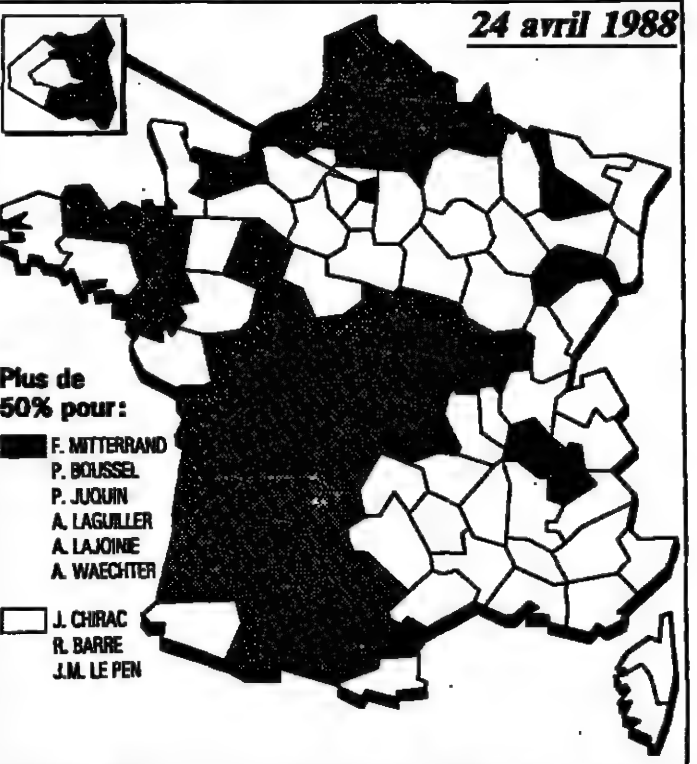 24 avril 1988
Plus de
50% pour:
F. MITTERRAND
P. BOUSSEL
P. JUQUIN
A. LAGUILLER
A. LAJOINIE
A. WAECHTER
J. CHIRAC
R. BARRE
J.M. LE PEN